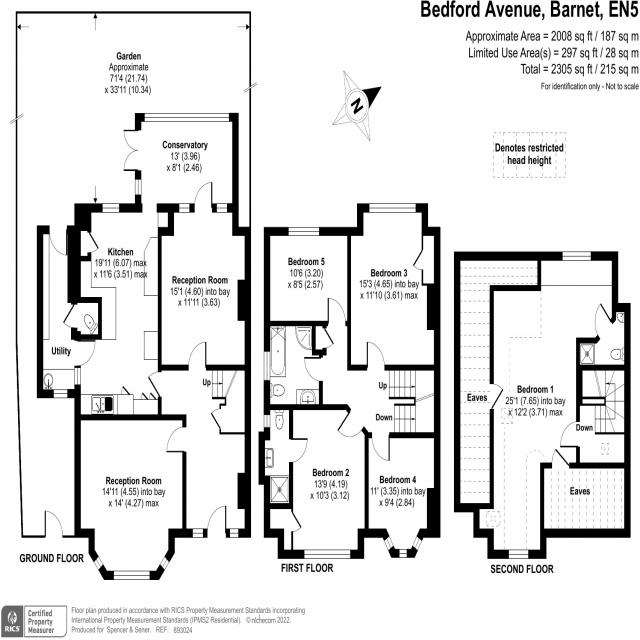 Bedford Avenue, Barnet, EN5
Approximate Area = 2008 sq ft / 187 sq m
Limited Use Area(s) = 297 sq ft / 28 sq m
Total = 2305 sq ft / 215 sq m
For identification only - Not to scale
Garden
Approximate
71'4 (21.74)
x 33'11 (10.34)
N
Denotes restricted
head height
Conservatory
13' (3.96)
x 8'1 (2.46)
Kitchen
19'11 (6.07) max
x 11'6 (3.51) max
Reception Room
15'1 (4.60) into bay
x 11'11 (3.63)
Utility
Up
Reception Room
14'11 (4.55) into bay
x 14' (4.27) max
GROUND FLOOR
Bedroom 5
10'6 (3.20)
x 8'5 (2.57)
Bedroom 3
15'3 (4.65) into bay
x 11'10 (3.61) max
Up
Down
Bedroom 2
13'9 (4.19)
x 10'3 (3.12)
Bedroom 4
11' (3.35) into bay
x 9'4 (2.84)
FIRST FLOOR
Eaves
Bedroom 1
25'1 (7.65) into bay
x 12'2 (3.71) max
Down
Eaves
SECOND FLOOR
RICS
Certified
Property
Measurer
Floor plan produced in accordance with RICS Property Measurement Standards incorporating
International Property Measurement Standards (IPMS2 Residential). ©nichecom 2022.
Produced for Spencer & Sener. REF: 893024